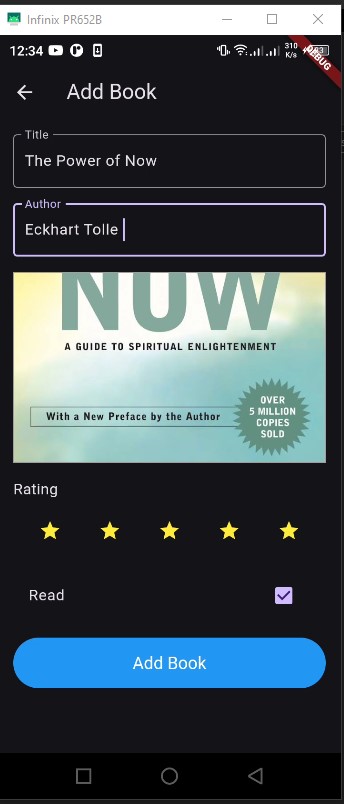 Infinix PR652B
12:34
310
K/s
DEBUG
Add Book
Title
The Power of Now
Author
Eckhart Tolle
NOW
A GUIDE TO SPIRITUAL ENLIGHTENMENT
With a New Preface by the Author
OVER
5 MILLION
COPIES
SOLD
Rating
Read
Add Book